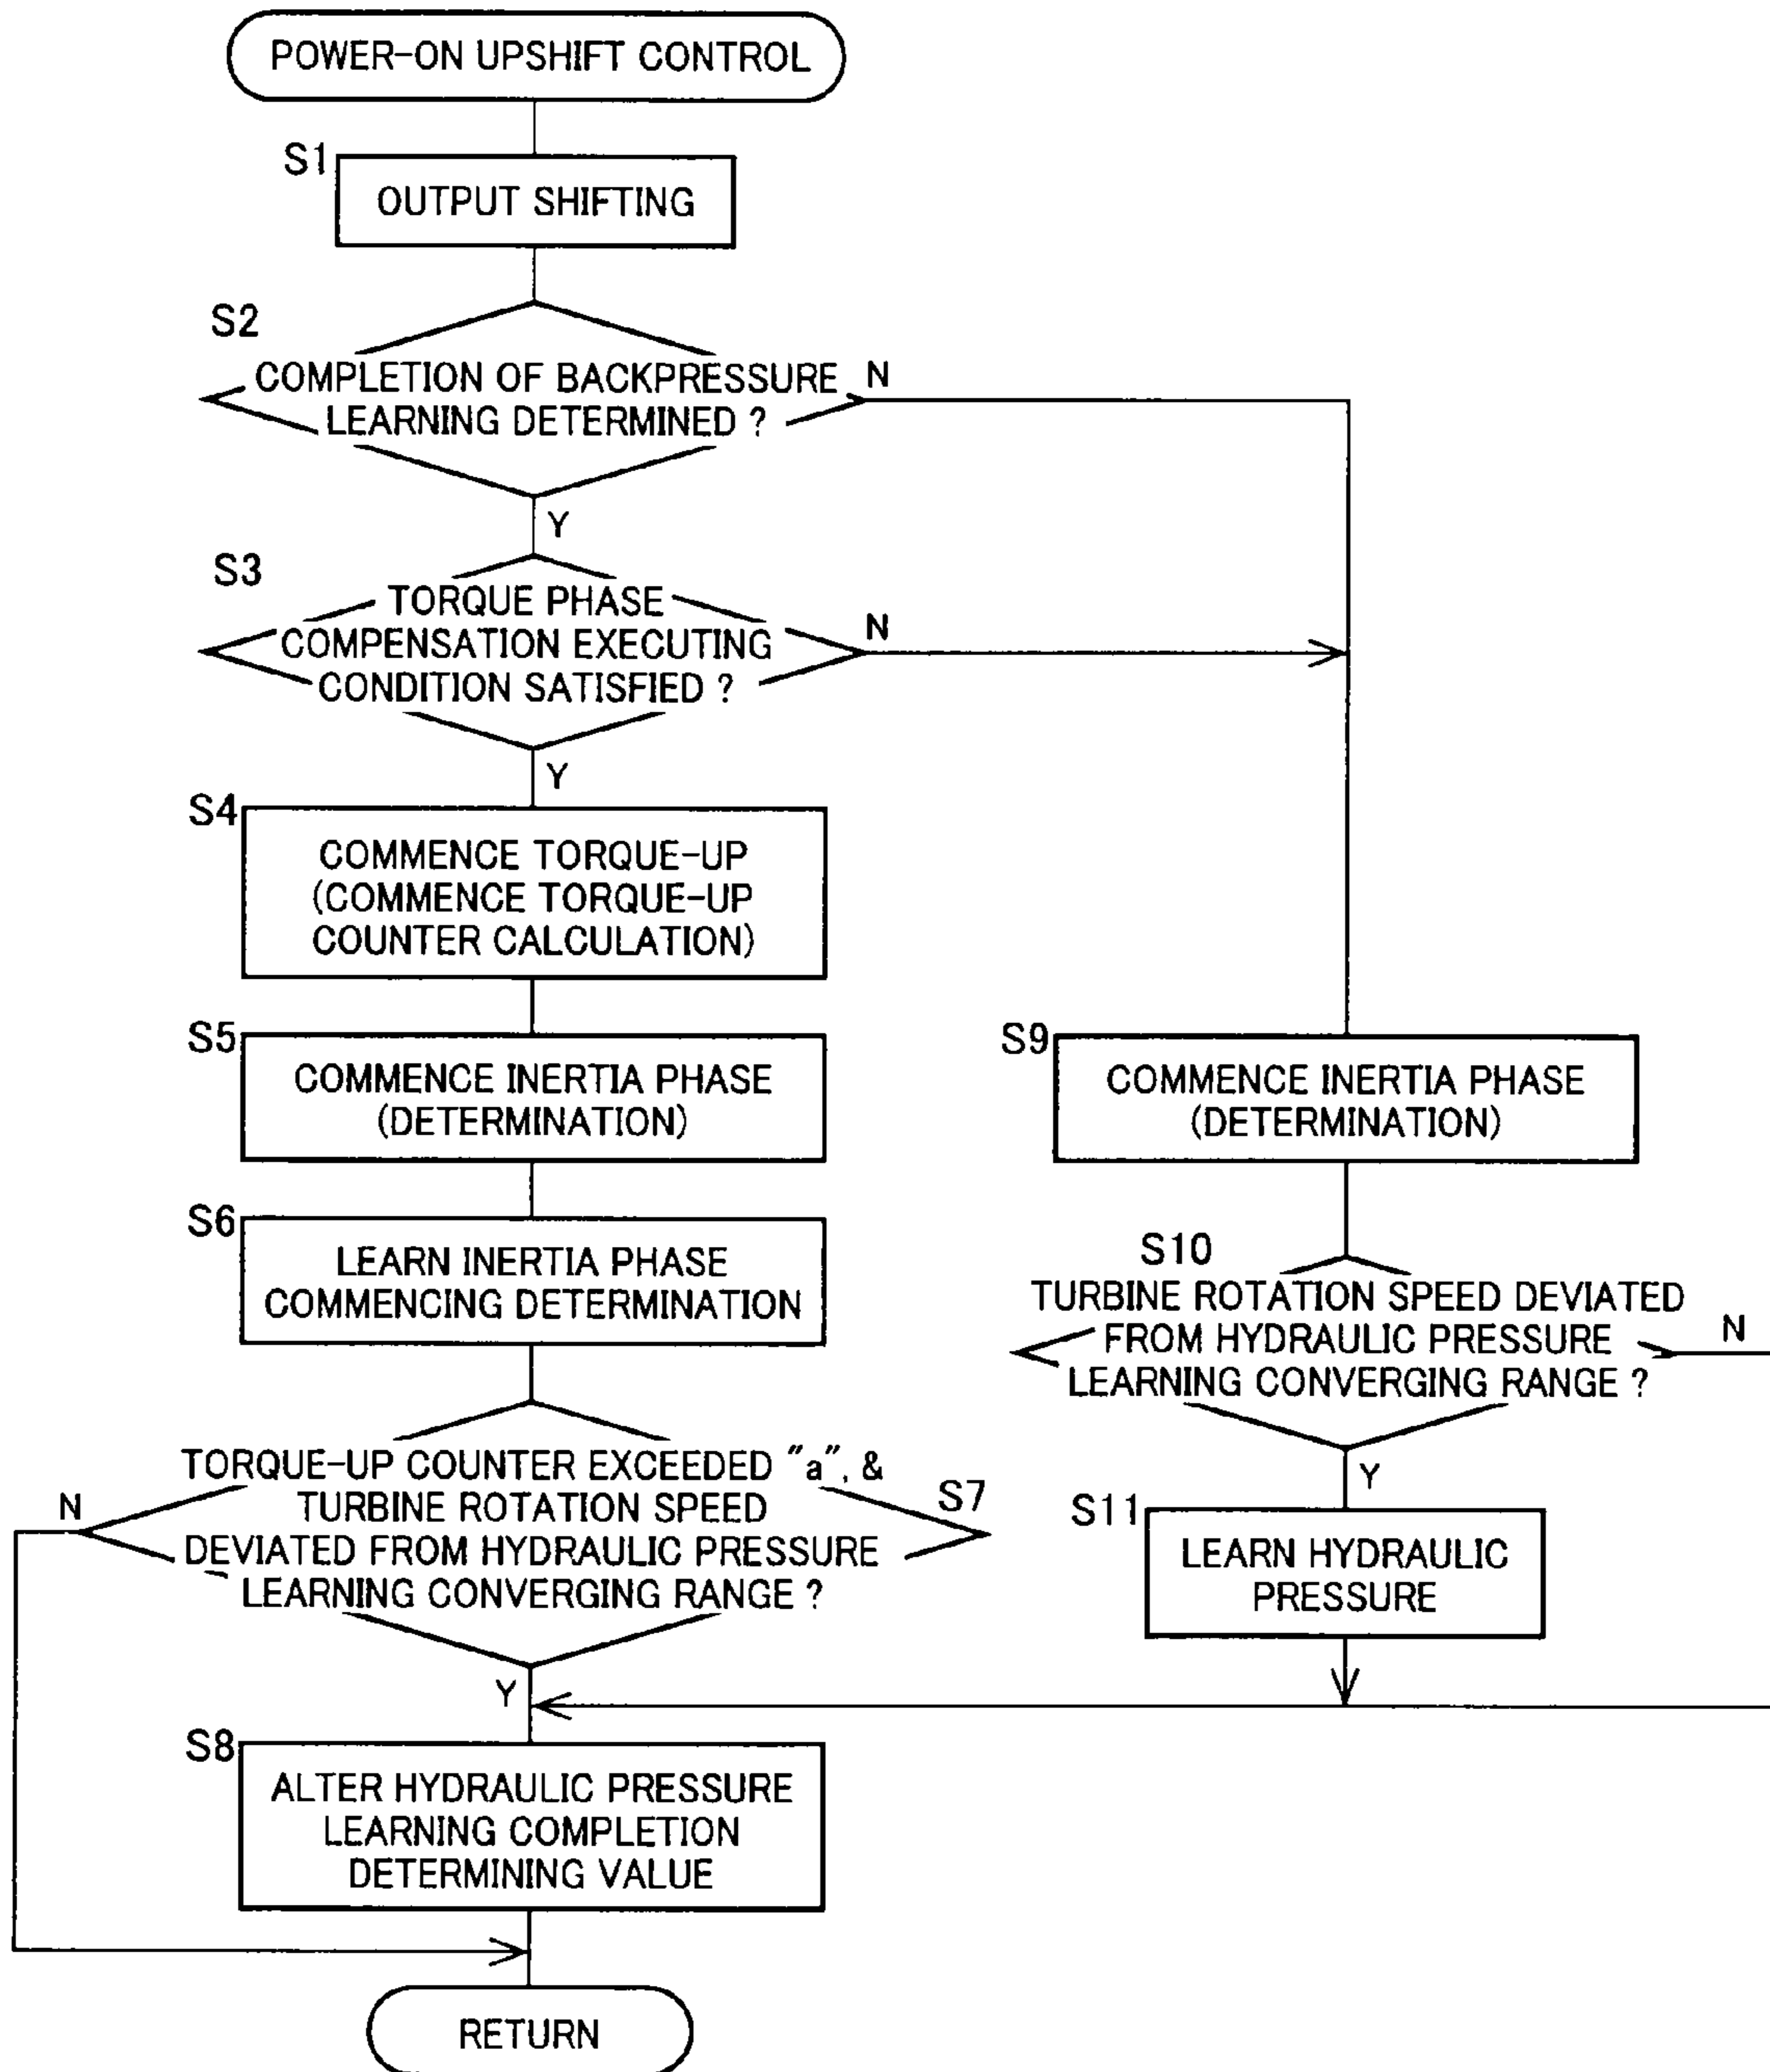 POWER-ON UPSHIFT CONTROL
S1
OUTPUT SHIFTING
S2
COMPLETION OF BACKPRESSURE
LEARNING DETERMINED ?
N
Y
S3
TORQUE PHASE
COMPENSATION EXECUTING
CONDITION SATISFIED ?
N
Y
S4
COMMENCE TORQUE-UP
(COMMENCE TORQUE-UP
COUNTER CALCULATION)
S5
COMMENCE INERTIA PHASE
(DETERMINATION)
S6
LEARN INERTIA PHASE
COMMENCING DETERMINATION
S7
TORQUE-UP COUNTER EXCEEDED "a", &
TURBINE ROTATION SPEED
DEVIATED FROM HYDRAULIC PRESSURE
LEARNING CONVERGING RANGE ?
N
Y
S8
ALTER HYDRAULIC PRESSURE
LEARNING COMPLETION
DETERMINING VALUE
S9
COMMENCE INERTIA PHASE
(DETERMINATION)
S10
TURBINE ROTATION SPEED DEVIATED
FROM HYDRAULIC PRESSURE
LEARNING CONVERGING RANGE ?
N
Y
S11
LEARN HYDRAULIC
PRESSURE
RETURN